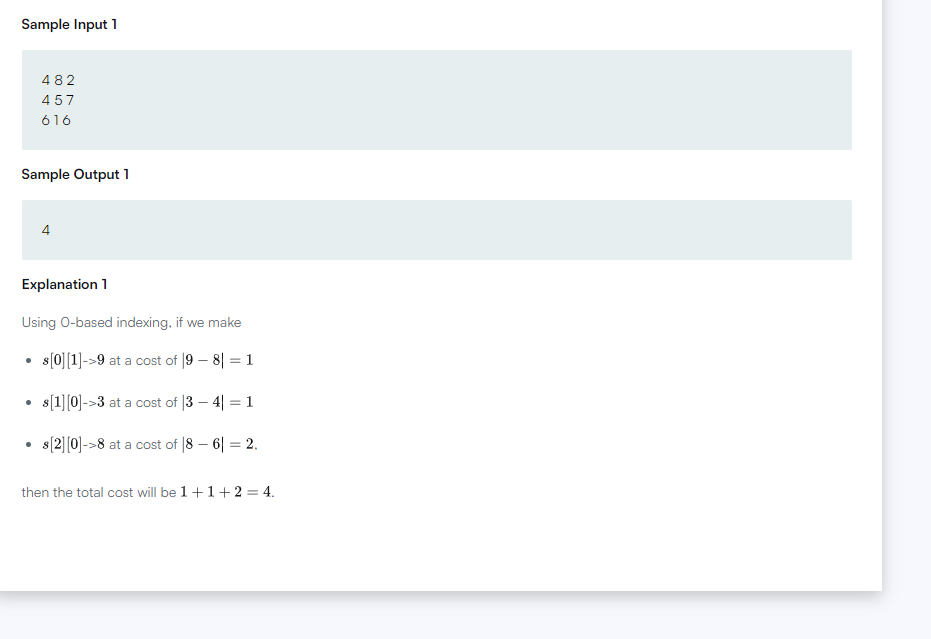 Sample Input 1
4 8 2
4 5 7
6 1 6
Sample Output 1
4
Explanation 1
Using 0-based indexing, if we make
• s[0][1]->9 at a cost of |9 − 8| = 1
• s[1][0]->3 at a cost of |3 − 4| = 1
• s[2][0]->8 at a cost of |8 − 6| = 2,
then the total cost will be 1 + 1 + 2 = 4.